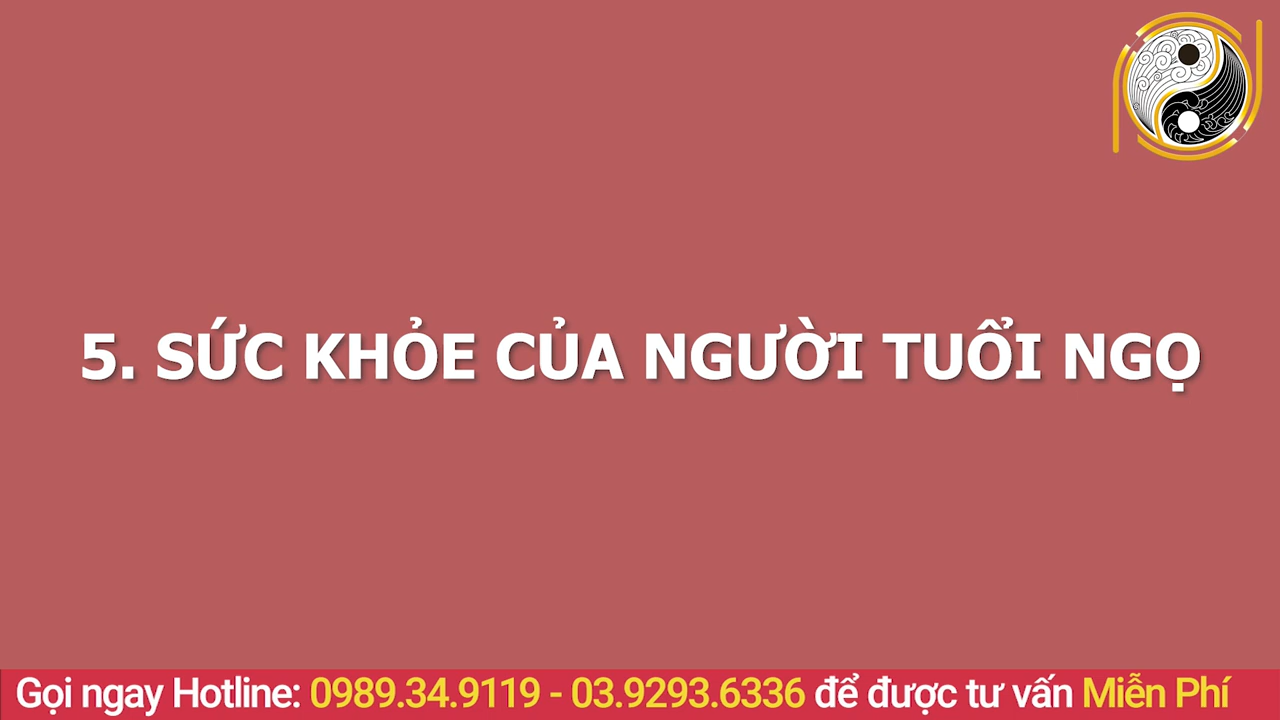 5. SỨC KHỎE CỦA NGƯỜI TUỔI NGỌ
Gọi ngay Hotline: 0989.34.9119 - 03.9293.6336 để được tư vấn Miễn Phí